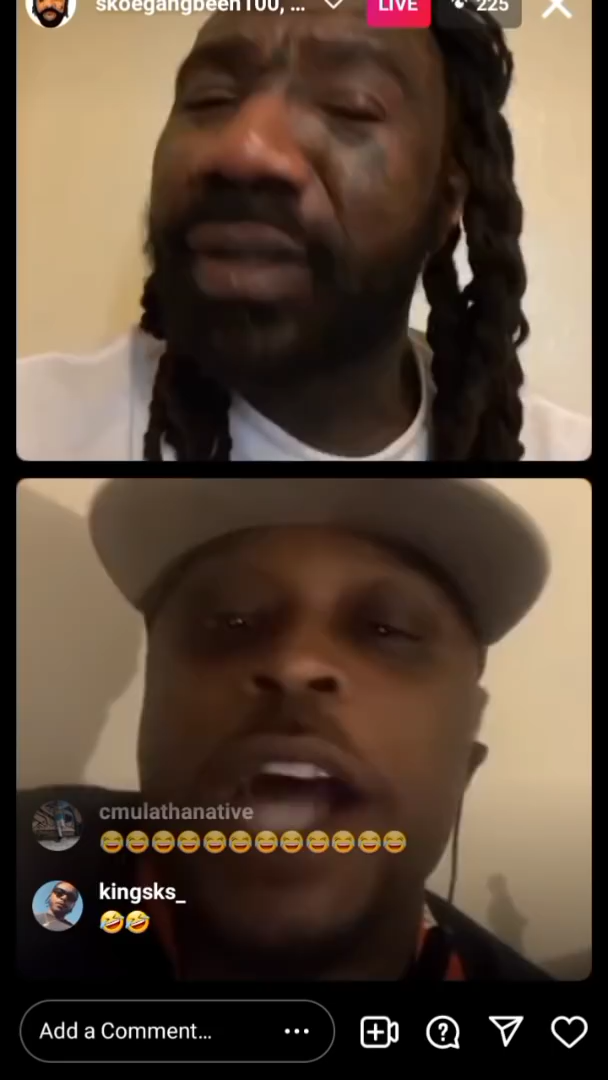 skoegangbeen100, ...
LIVE
225
cmulathanative
😂😂😂😂😂😂😂😂😂😂😂😂
kingsks_
🤣🤣
Add a Comment...